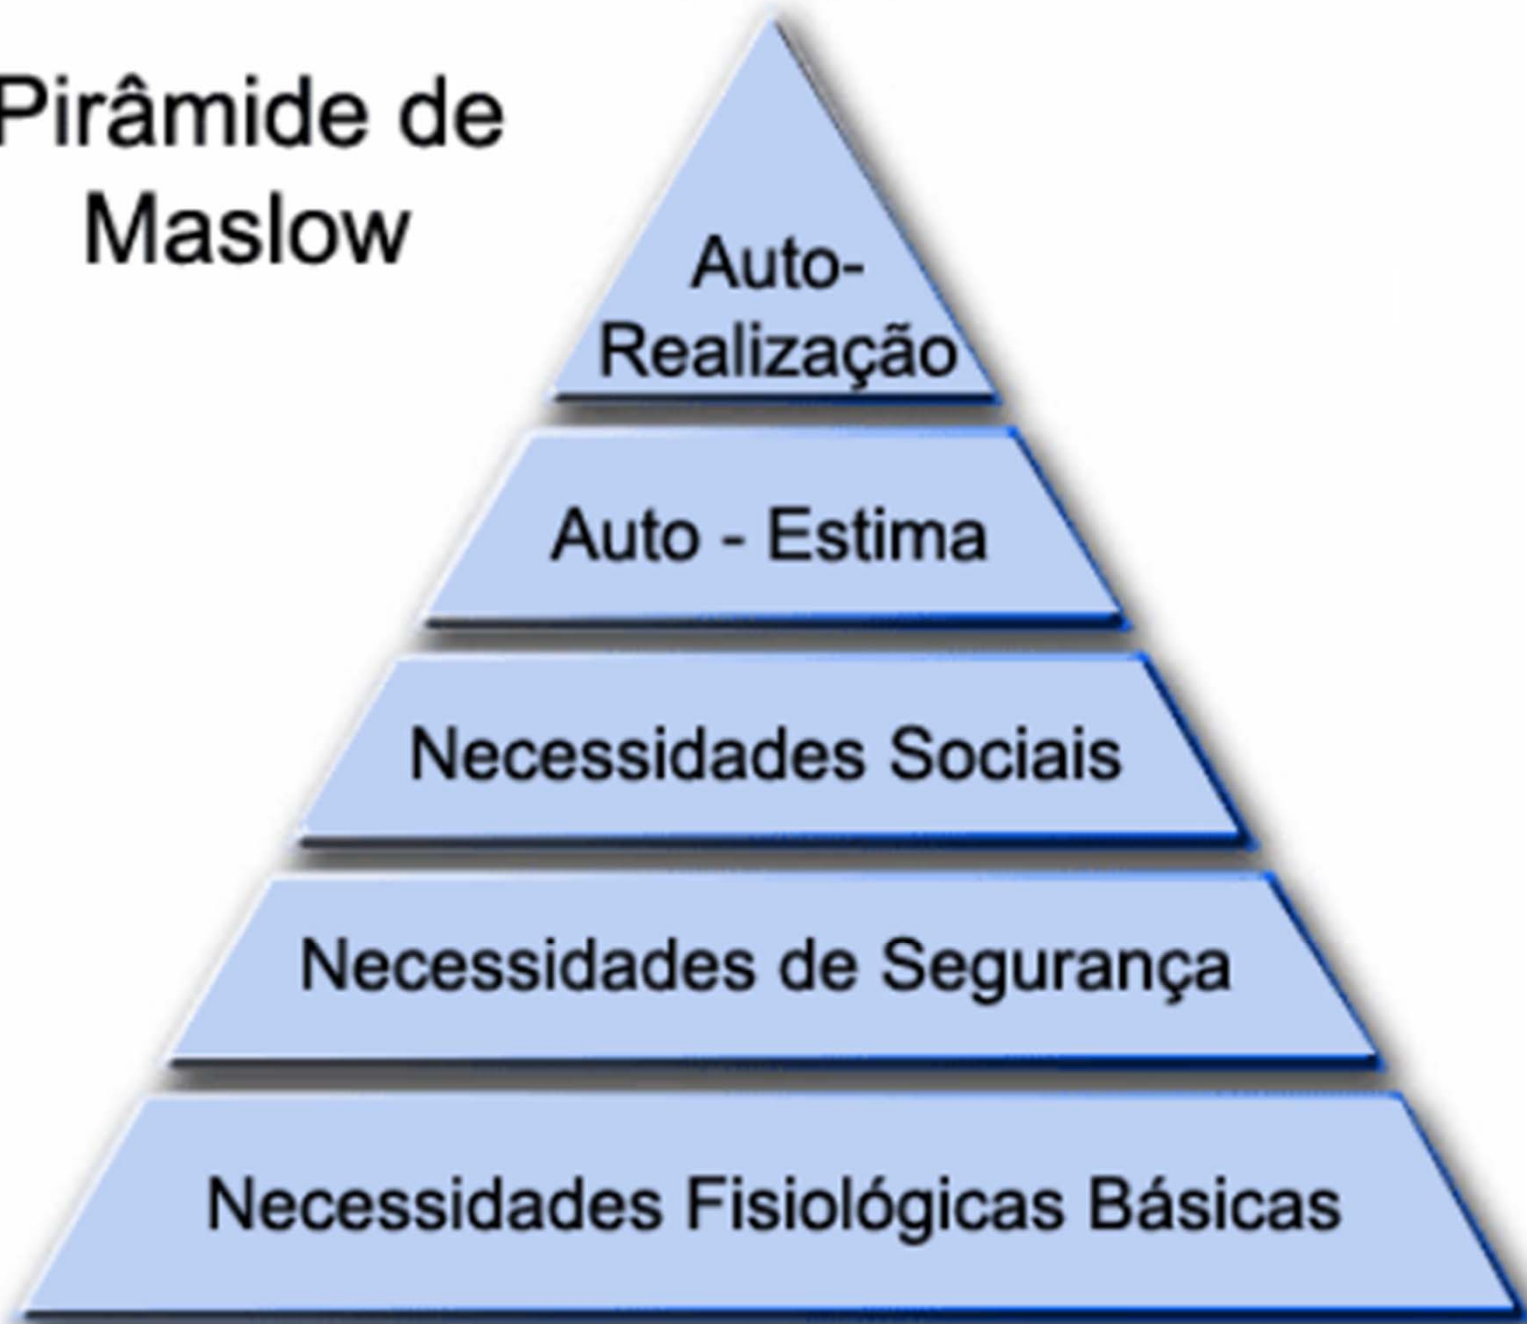 Pirâmide de
Maslow
Auto-
Realização
Auto - Estima
Necessidades Sociais
Necessidades de Segurança
Necessidades Fisiológicas Básicas